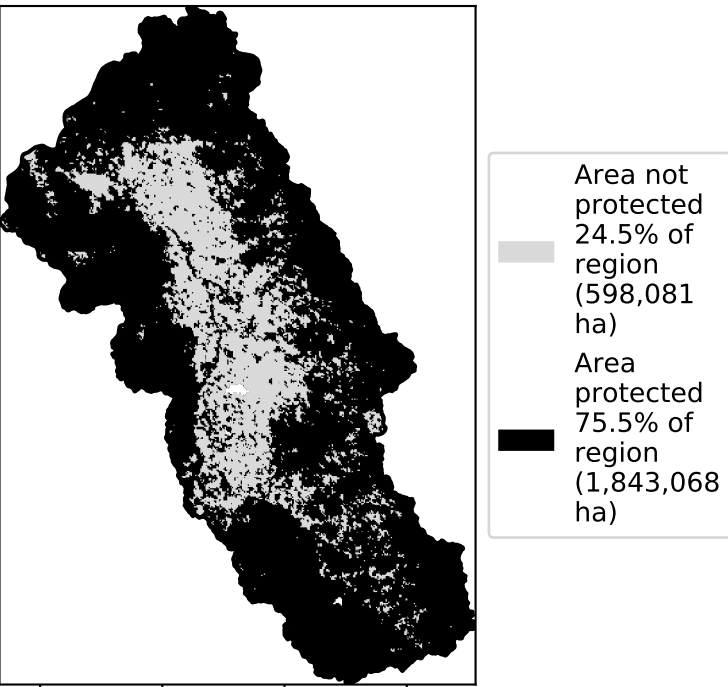 Area not
protected
24.5% of
region
(598,081
ha)
Area
protected
75.5% of
region
(1,843,068
ha)